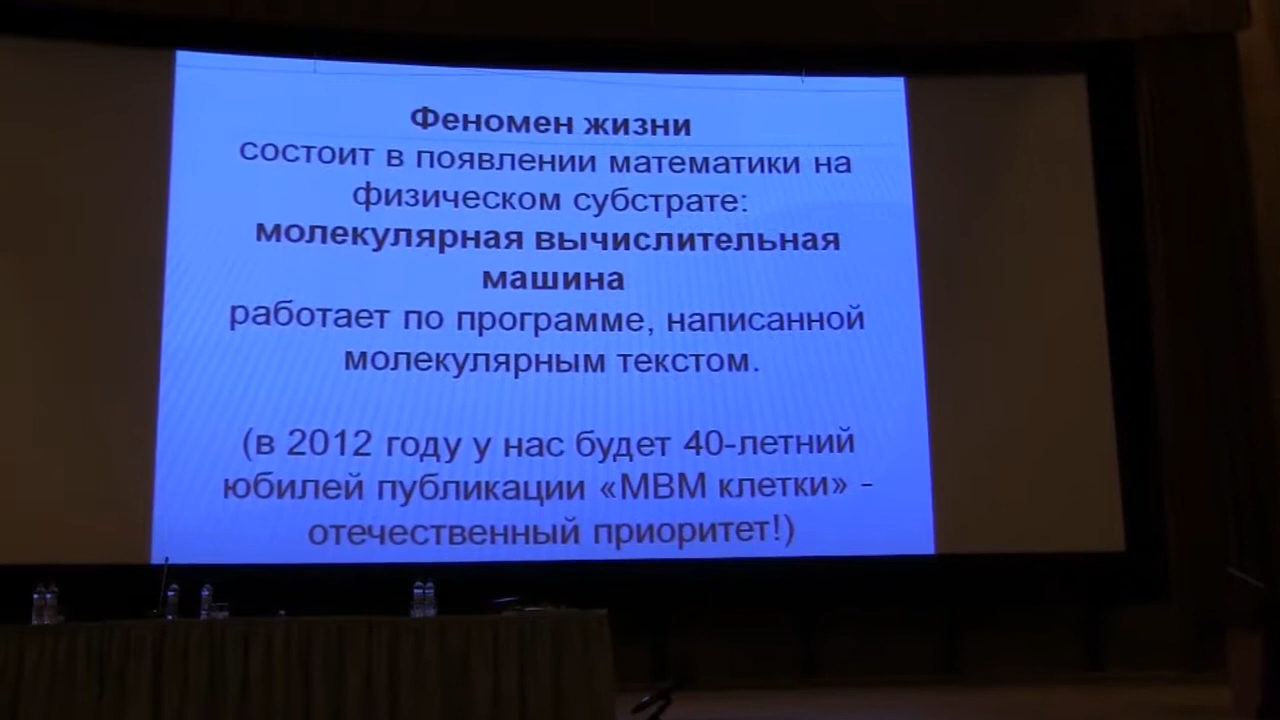 Феномен жизни
состоит в появлении математики на
физическом субстрате:
молекулярная вычислительная
машина
работает по программе, написанной
молекулярным текстом.
(в 2012 году у нас будет 40-летний
юбилей публикации «МВМ клетки» -
отечественный приоритет!)